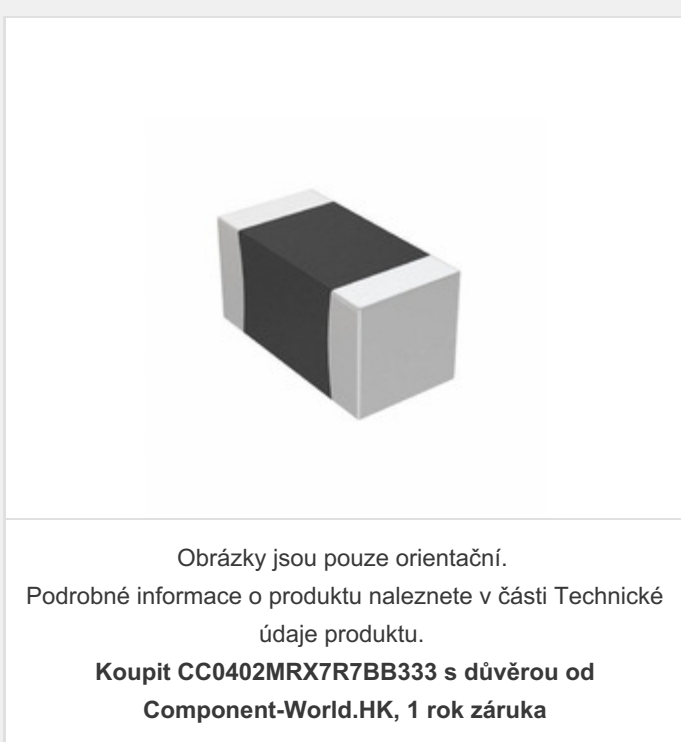 Obrázky jsou pouze orientační.
Podrobné informace o produktu naleznete v části Technické
údaje produktu.
Koupit CC0402MRX7R7BB333 s důvěrou od
Component-World.HK, 1 rok záruka